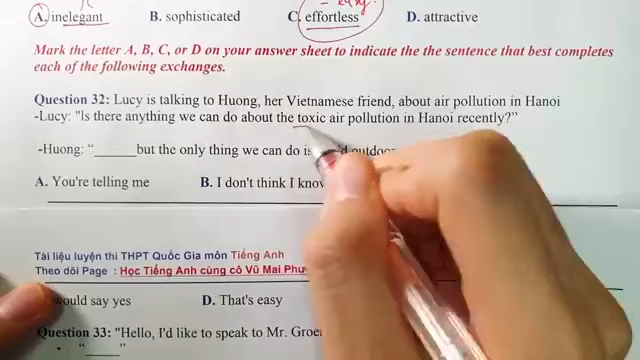 = easy.
A. inelegant B. sophisticated C. effortless D. attractive
Mark the letter A, B, C, or D on your answer sheet to indicate the the sentence that best completes
each of the following exchanges.
Question 32: Lucy is talking to Huong, her Vietnamese friend, about air pollution in Hanoi
-Lucy: "Is there anything we can do about the toxic air pollution in Hanoi recently?”
-Huong: “______but the only thing we can do is
A. You're telling me B. I don't think I
Tài liệu luyện thi THPT Quốc Gia môn Tiếng Anh
Theo dõi Page : Học Tiếng Anh cùng cô Vũ Mai
would say yes D. That's easy
Question 33: "Hello, I'd like to speak to Mr.
“_____”